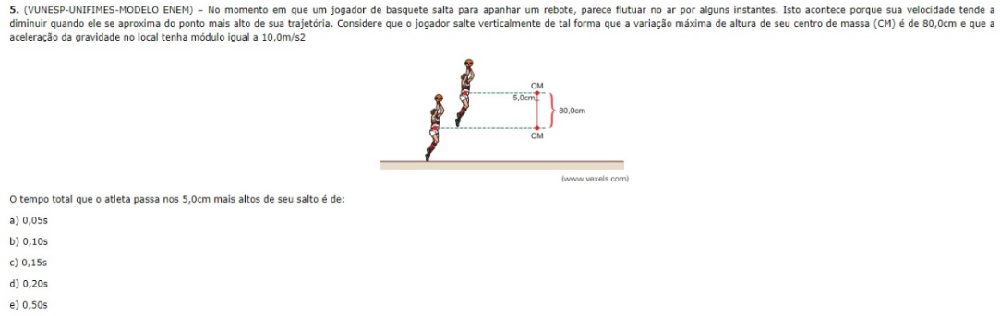 5. (VUNESP-UNIFIMES-MODELO ENEM) – No momento em que um jogador de basquete salta para apanhar um rebote, parece flutuar no ar por alguns instantes. Isto acontece porque sua velocidade tende a
diminuir quando ele se aproxima do ponto mais alto de sua trajetória. Considere que o jogador salte verticalmente de tal forma que a variação máxima de altura de seu centro de massa (CM) é de 80,0cm e que a
aceleração da gravidade no local tenha módulo igual a 10,0m/s2
CM
5,0cm
80,0cm
CM
(www.vexels.com)
O tempo total que o atleta passa nos 5,0cm mais altos de seu salto é de:
a) 0,05s
b) 0,10s
c) 0,15s
d) 0,20s
e) 0,50s